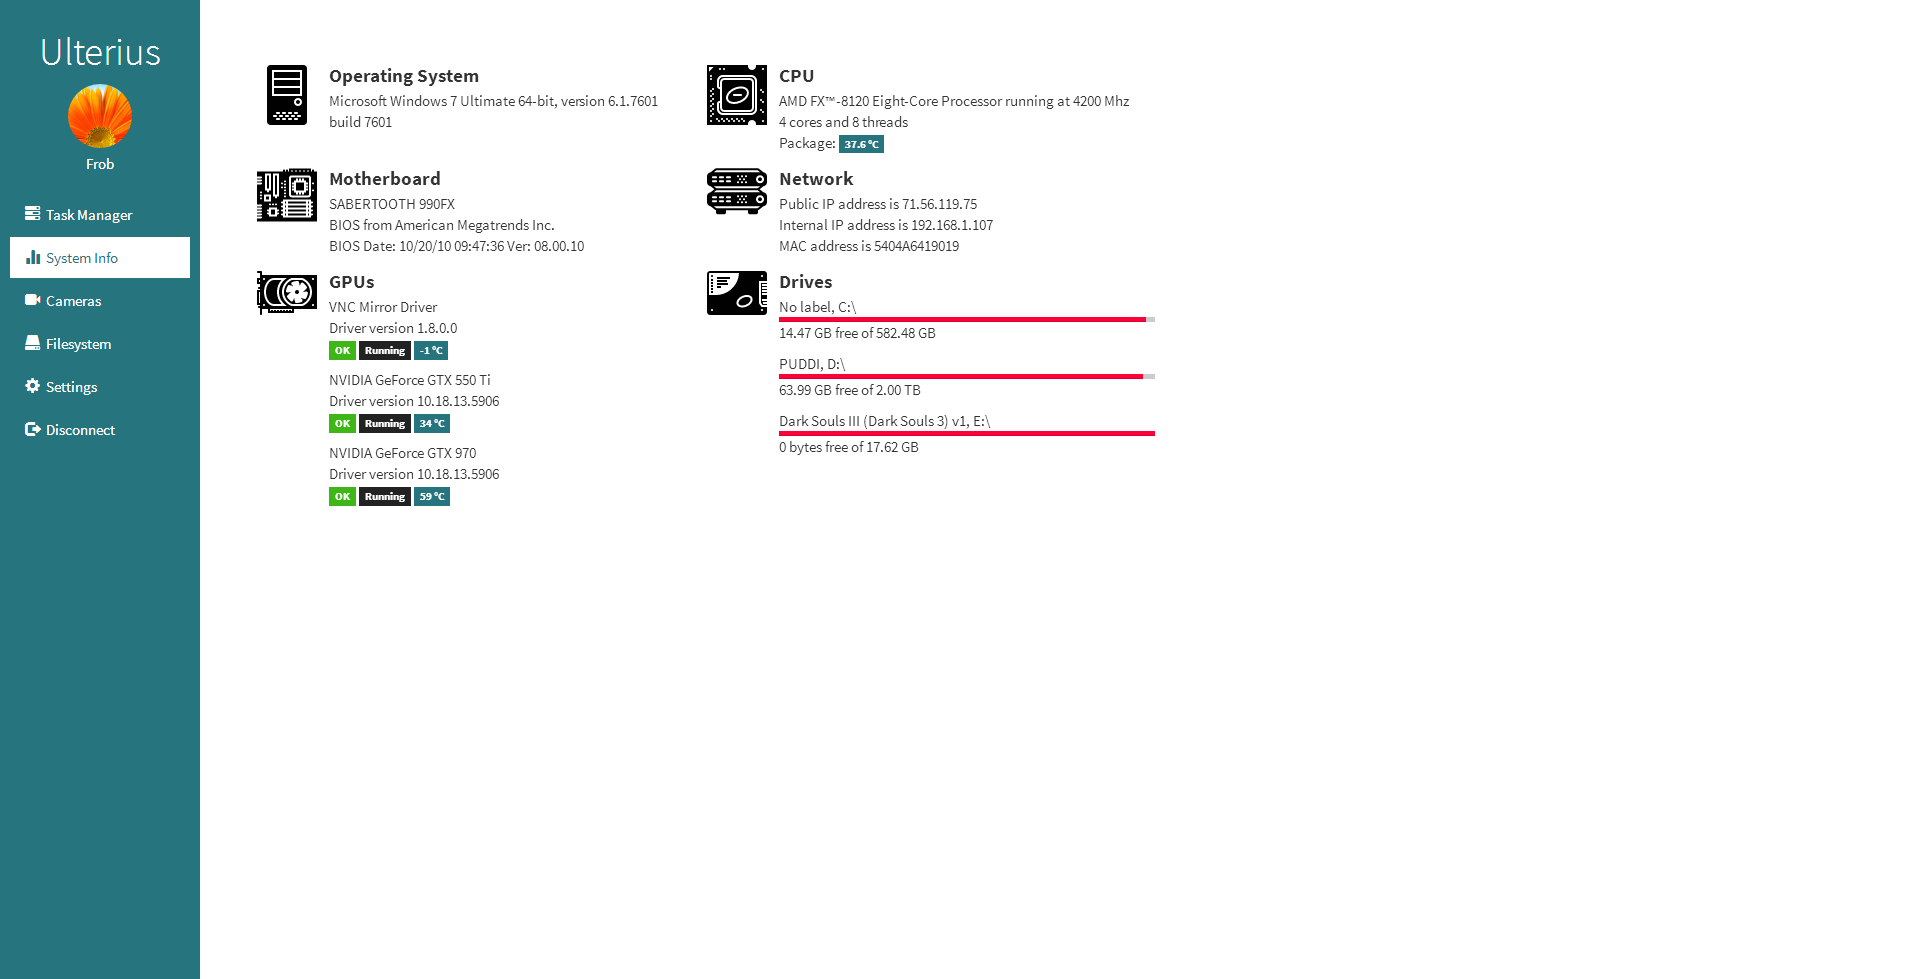 Ulterius
Frob
Task Manager
System Info
Cameras
Filesystem
Settings
Disconnect
Operating System
Microsoft Windows 7 Ultimate 64-bit, version 6.1.7601
build 7601
Motherboard
SABERTOOTH 990FX
BIOS from American Megatrends Inc.
BIOS Date: 10/20/10 09:47:36 Ver: 08.00.10
GPUs
VNC Mirror Driver
Driver version 1.8.0.0
OK Running -1 °C
NVIDIA GeForce GTX 550 Ti
Driver version 10.18.13.5906
OK Running 34 °C
NVIDIA GeForce GTX 970
Driver version 10.18.13.5906
OK Running 59 °C
CPU
AMD FX™-8120 Eight-Core Processor running at 4200 Mhz
4 cores and 8 threads
Package: 37.6 °C
Network
Public IP address is 71.56.119.75
Internal IP address is 192.168.1.107
MAC address is 5404A6419019
Drives
No label, C:\
14.47 GB free of 582.48 GB
PUDDI, D:\
63.99 GB free of 2.00 TB
Dark Souls III (Dark Souls 3) v1, E:\
0 bytes free of 17.62 GB